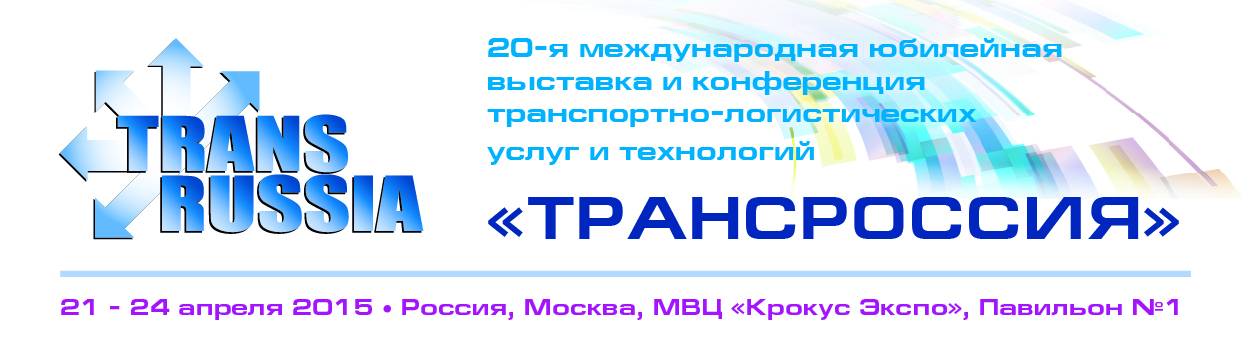 TRANS
RUSSIA
20-я международная юбилейная
выставка и конференция
транспортно-логистических
услуг и технологий
«ТРАНСРОССИЯ»
21 - 24 апреля 2015 • Россия, Москва, МВЦ «Крокус Экспо», Павильон №1